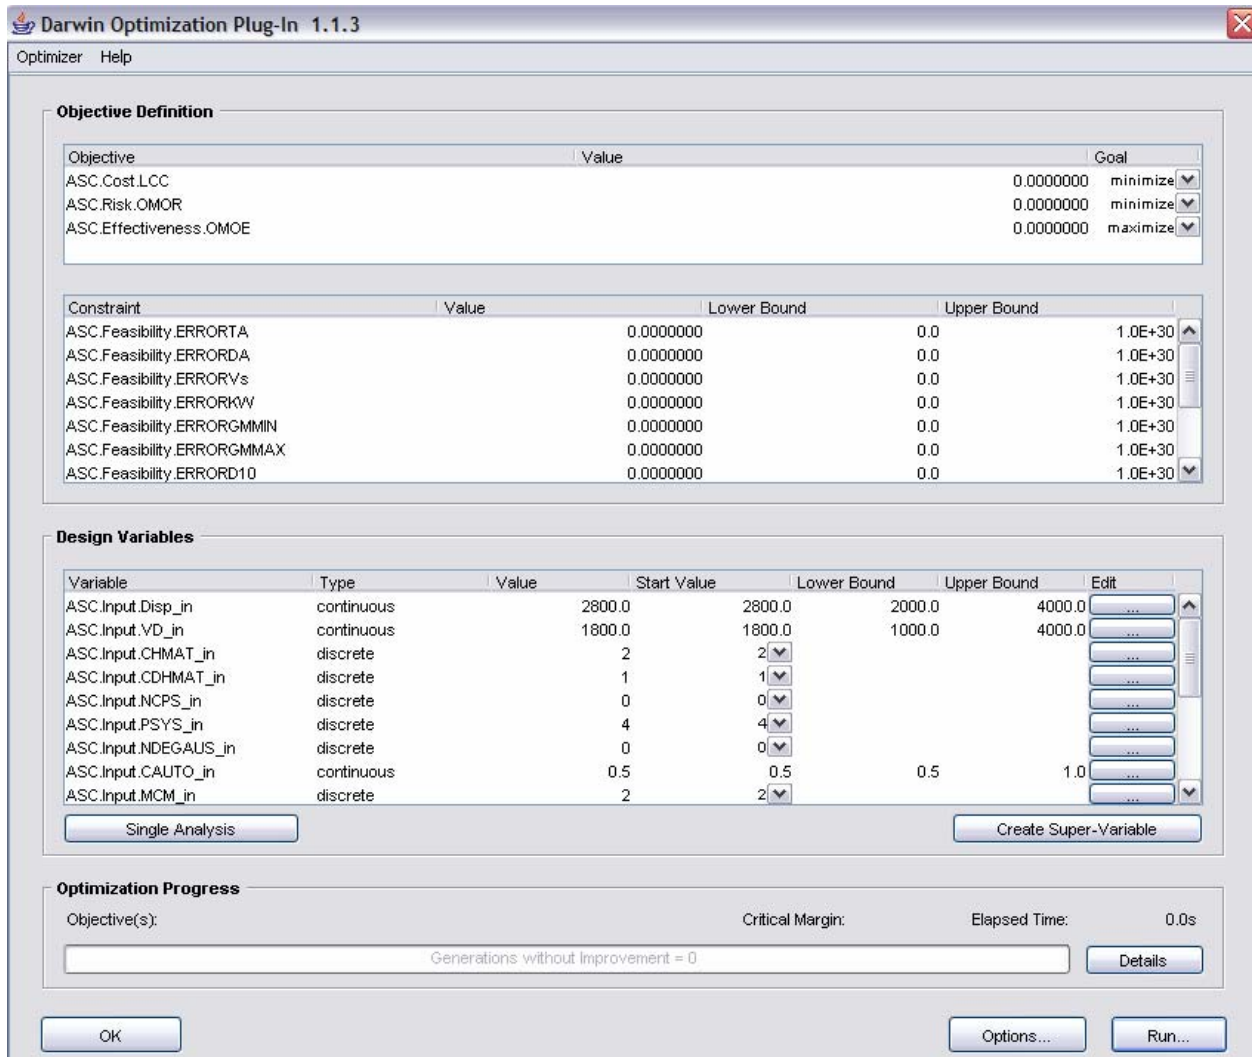 Darwin Optimization Plug-In 1.1.3
Optimizer Help
Objective Definition
Objective Value Goal
ASC.Cost.LCC 0.0000000 minimize
ASC.Risk.OMOR 0.0000000 minimize
ASC.Effectiveness.OMOE 0.0000000 maximize
Constraint Value Lower Bound Upper Bound
ASC.Feasibility.ERRORTA 0.0000000 0.0 1.0E+30
ASC.Feasibility.ERRORDA 0.0000000 0.0 1.0E+30
ASC.Feasibility.ERRORVs 0.0000000 0.0 1.0E+30
ASC.Feasibility.ERRORKW 0.0000000 0.0 1.0E+30
ASC.Feasibility.ERRORGMMIN 0.0000000 0.0 1.0E+30
ASC.Feasibility.ERRORGMMAX 0.0000000 0.0 1.0E+30
ASC.Feasibility.ERRORD10 0.0000000 0.0 1.0E+30
Design Variables
Variable Type Value Start Value Lower Bound Upper Bound Edit
ASC.Input.Disp_in continuous 2800.0 2800.0 2000.0 4000.0 ...
ASC.Input.VD_in continuous 1800.0 1800.0 1000.0 4000.0 ...
ASC.Input.CHMAT_in discrete 2 2 ...
ASC.Input.CDHMAT_in discrete 1 1 ...
ASC.Input.NCPS_in discrete 0 0 ...
ASC.Input.PSYS_in discrete 4 4 ...
ASC.Input.NDEGAUS_in discrete 0 0 ...
ASC.Input.CAUTO_in continuous 0.5 0.5 0.5 1.0 ...
ASC.Input.MCM_in discrete 2 2 ...
Single Analysis Create Super-Variable
Optimization Progress
Objective(s): Critical Margin: Elapsed Time: 0.0s
Generations without Improvement = 0 Details
OK Options... Run...